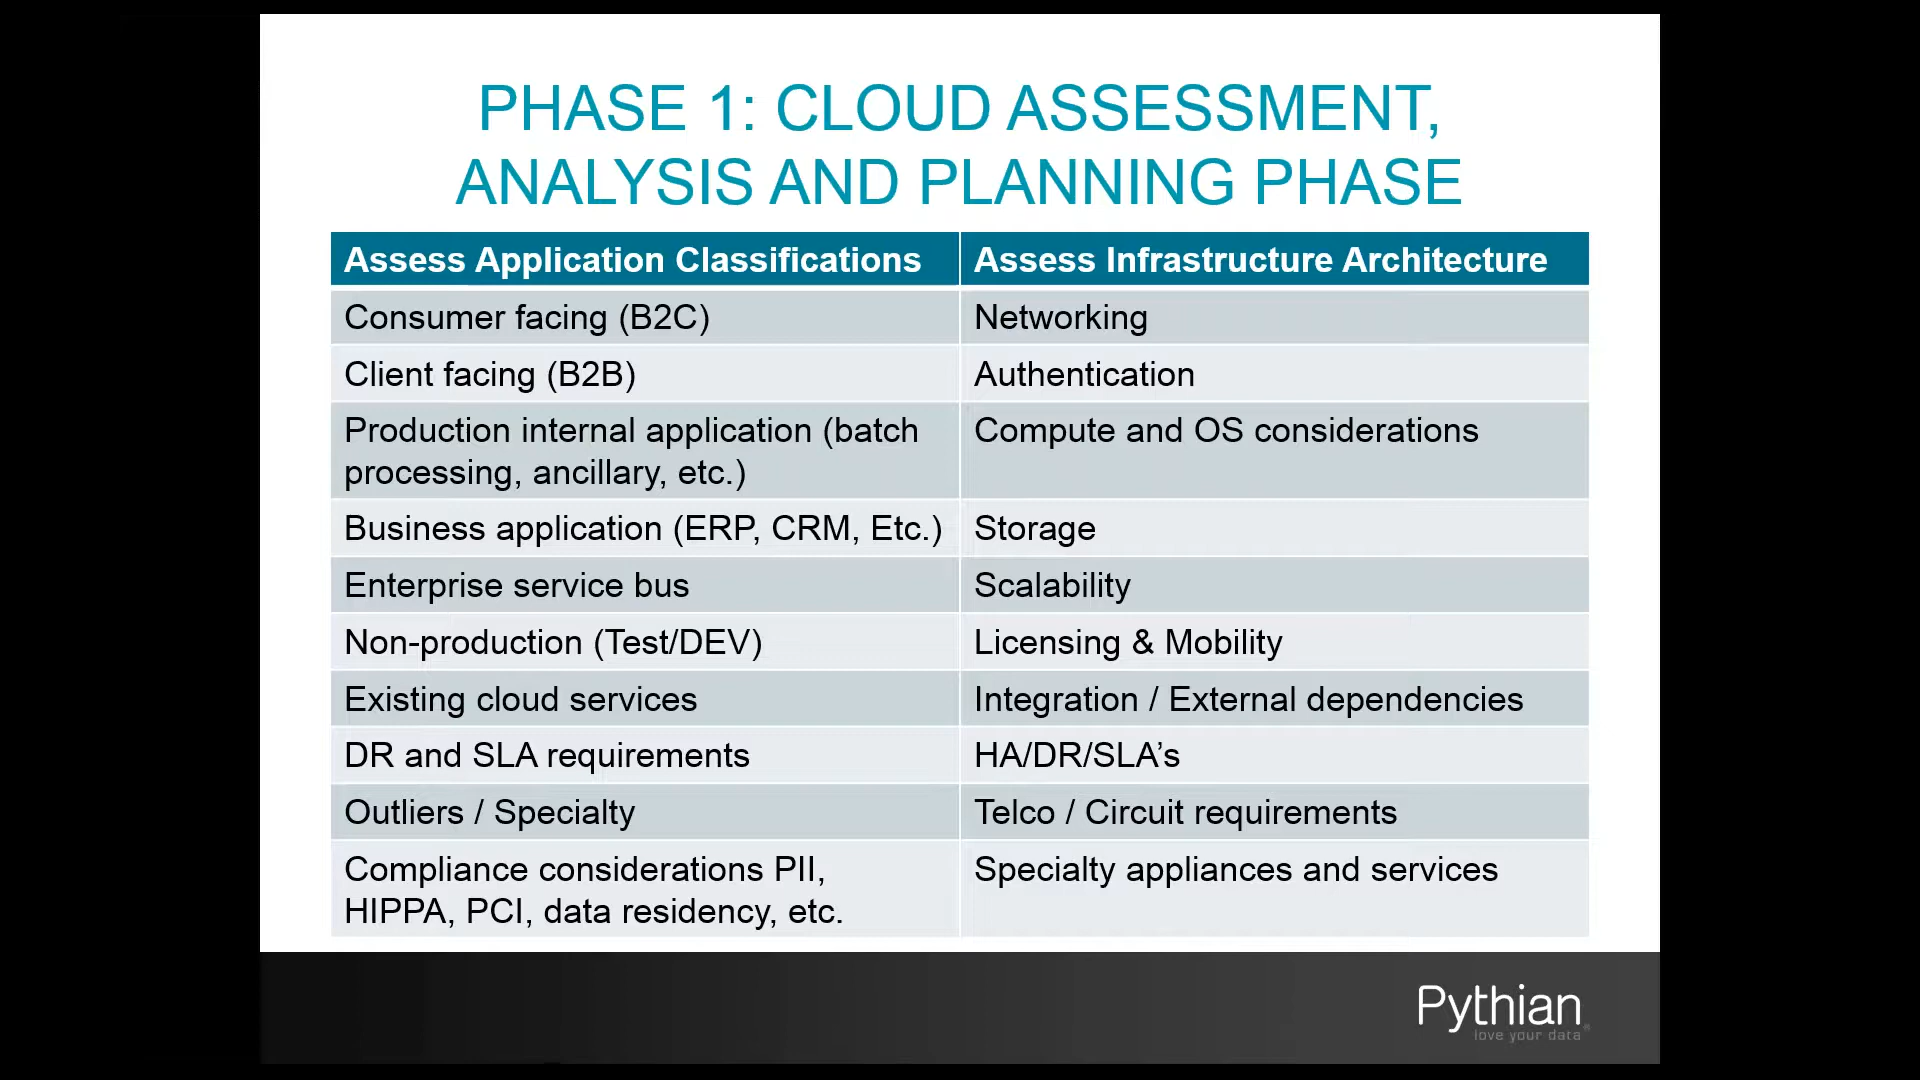 PHASE 1: CLOUD ASSESSMENT,
ANALYSIS AND PLANNING PHASE
Assess Application Classifications
Assess Infrastructure Architecture
Consumer facing (B2C)
Networking
Client facing (B2B)
Authentication
Production internal application (batch
processing, ancillary, etc.)
Compute and OS considerations
Business application (ERP, CRM, Etc.)
Storage
Enterprise service bus
Scalability
Non-production (Test/DEV)
Licensing & Mobility
Existing cloud services
Integration / External dependencies
DR and SLA requirements
HA/DR/SLA’s
Outliers / Specialty
Telco / Circuit requirements
Compliance considerations PII,
HIPPA, PCI, data residency, etc.
Specialty appliances and services
Pythian
love your data